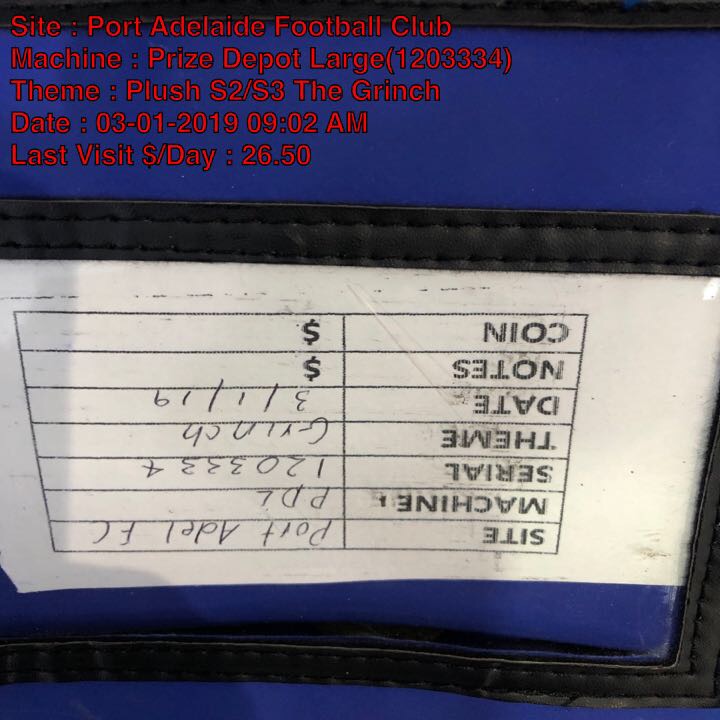 Site : Port Adelaide Football Club
Machine : Prize Depot Large(1203334)
Theme : Plush S2/S3 The Grinch
Date : 03-01-2019 09:02 AM
Last Visit $/Day : 26.50
SITE Port Adel FC
MACHINE: PDL
SERIAL 1203334
THEME Grinch
DATE 3/1/19
NOTES $
COIN $